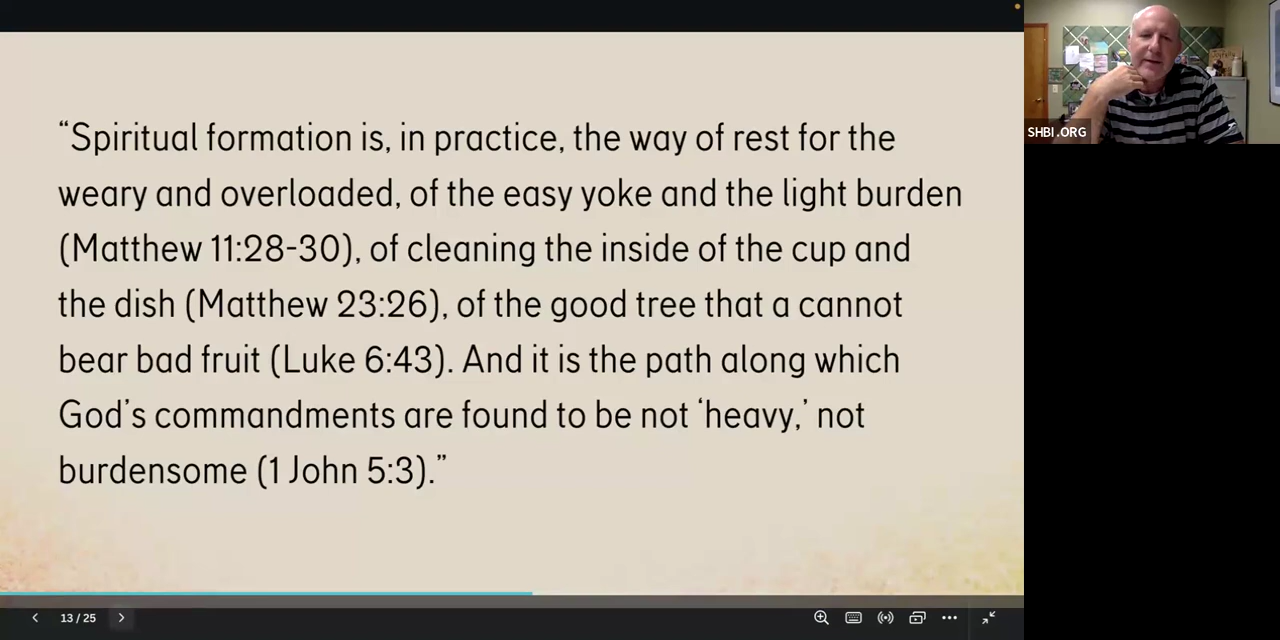 “Spiritual formation is, in practice, the way of rest for the
weary and overloaded, of the easy yoke and the light burden
(Matthew 11:28-30), of cleaning the inside of the cup and
the dish (Matthew 23:26), of the good tree that a cannot
bear bad fruit (Luke 6:43). And it is the path along which
God’s commandments are found to be not ‘heavy,’ not
burdensome (1 John 5:3).”
SHBI.ORG
13 / 25